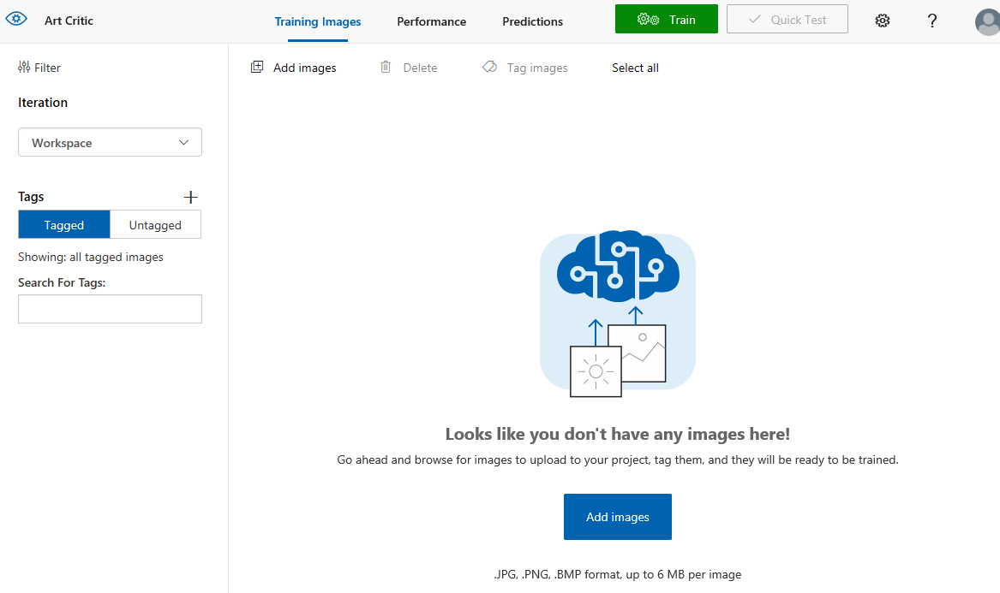 Art Critic
Training Images
Performance
Predictions
Train
Quick Test
?
Filter
Iteration
Workspace
Tags
Tagged
Untagged
Showing: all tagged images
Search For Tags:
Add images
Delete
Tag images
Select all
Looks like you don't have any images here!
Go ahead and browse for images to upload to your project, tag them, and they will be ready to be trained.
Add images
.JPG, .PNG, .BMP format, up to 6 MB per image